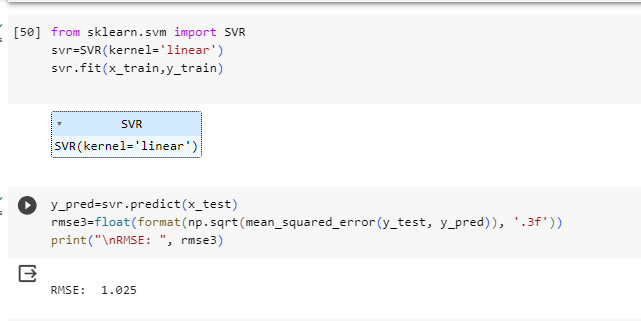 [50] from sklearn.svm import SVR
svr=SVR(kernel='linear')
svr.fit(x_train,y_train)
SVR
SVR(kernel='linear')
y_pred=svr.predict(x_test)
rmse3=float(format(np.sqrt(mean_squared_error(y_test, y_pred)), '.3f'))
print("\nRMSE: ", rmse3)
RMSE:  1.025